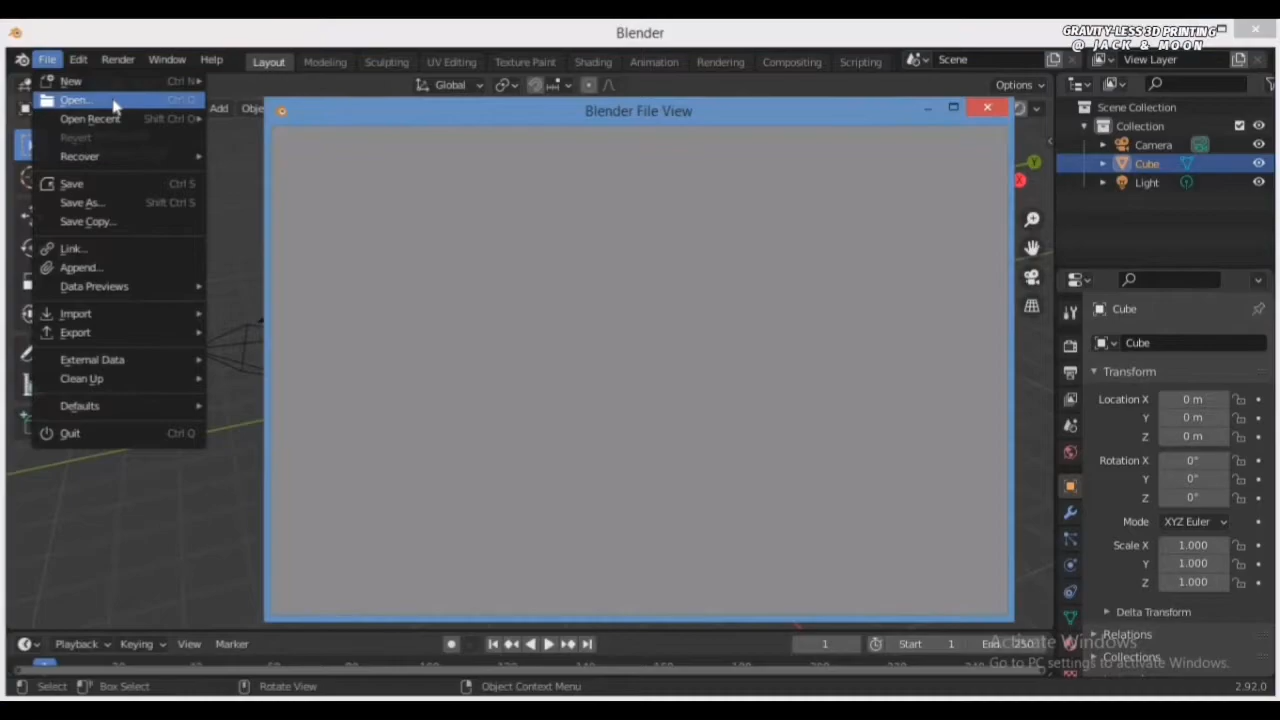 GRAVITY-LESS 3D PRINTING
@ JACK & MOON
Blender
File Edit Render Window Help Layout Modeling Sculpting UV Editing Texture Paint Shading Animation Rendering Compositing Scripting Scene View Layer
New Ctrl N
Open... Ctrl O
Open Recent Shift Ctrl O
Revert
Recover
Save Ctrl S
Save As... Shift Ctrl S
Save Copy...
Link...
Append...
Data Previews
Import
Export
External Data
Clean Up
Defaults
Quit Ctrl Q
Add Obje
Global
Options
Blender File View
X
Y
Scene Collection
Collection
Camera
Cube
Light
Cube
Cube
Transform
Location X 0 m
Y 0 m
Z 0 m
Rotation X 0°
Y 0°
Z 0°
Mode XYZ Euler
Scale X 1.000
Y 1.000
Z 1.000
Delta Transform
Relations
Collections
Activate Windows
Go to PC settings to activate Windows.
Playback Keying View Marker 1 Start 1 End 250
Select Box Select Rotate View Object Context Menu 2.92.0